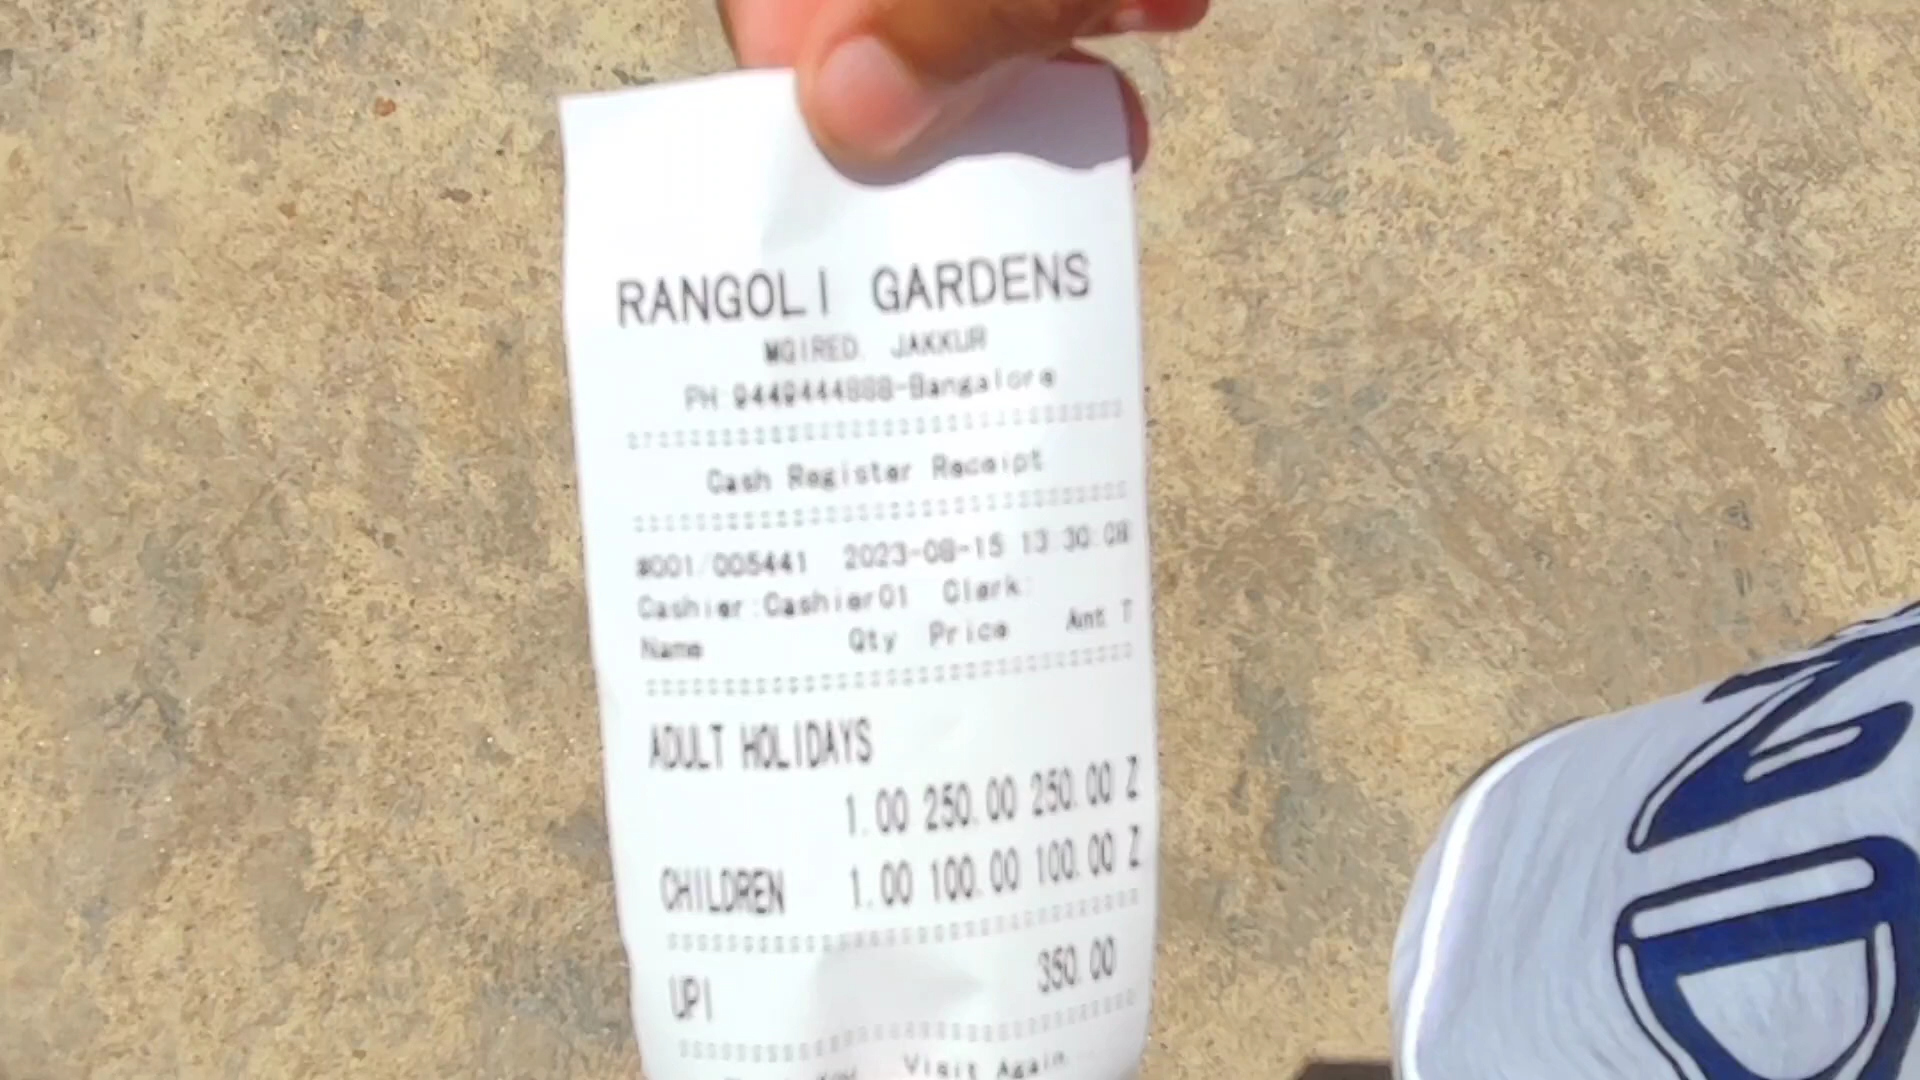 RANGOLI GARDENS
MGIRED. JAKKUR
PH 9449444888-Bangalore
Cash Register Receipt
#001/005441 2023-08-15 13:30:08
Cashier:Cashier01 Clerk:
Name Qty Price Amt T
ADULT HOLIDAYS
1.00 250.00 250.00 Z
CHILDREN 1.00 100.00 100.00 Z
UPI 350.00
Visit Again